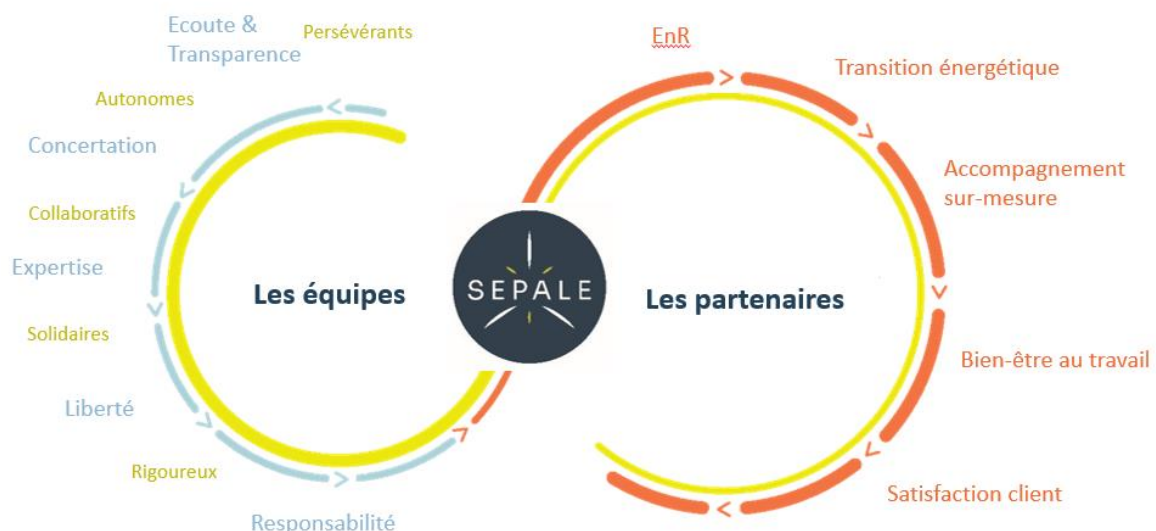 Ecoute &
Transparence
Persévérants
Autonomes
Concertation
Collaboratifs
Expertise
Solidaires
Liberté
Rigoureux
Responsabilité
Les équipes
SEPALE
Les partenaires
EnR
Transition énergétique
Accompagnement
sur-mesure
Bien-être au travail
Satisfaction client